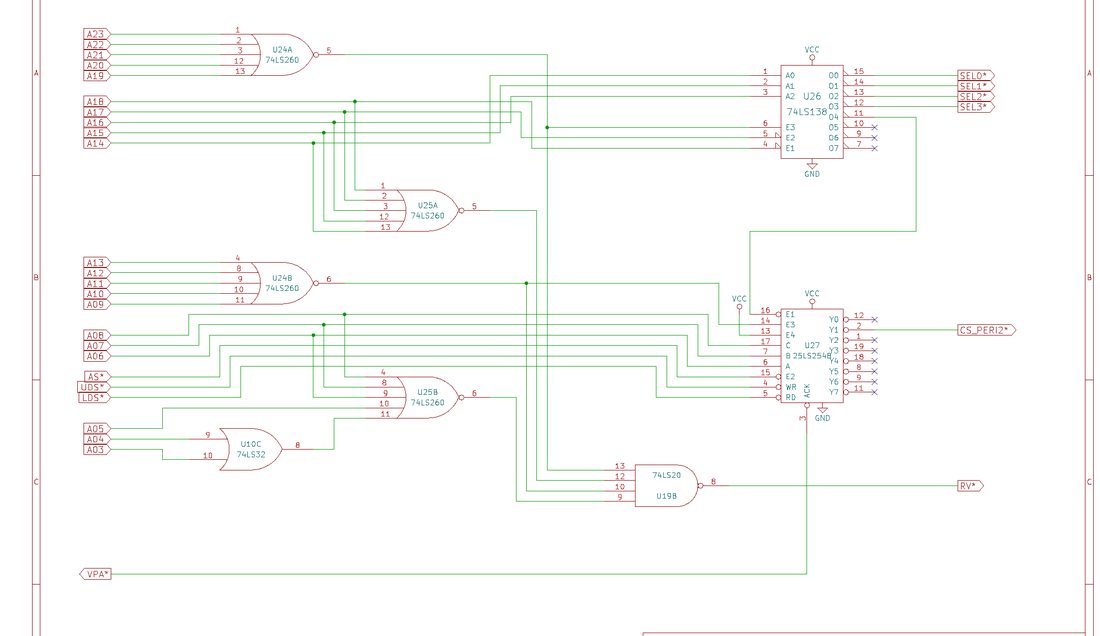 A23
A22
A21
A20
A19
1
2
3
12
13
U24A
74LS260
5
A
A
A18
A17
A16
A15
A14
VCC
1
2
3
6
5
4
A0
A1
A2
E3
E2
E1
U26
74LS138
O0
O1
O2
O3
O4
O5
O6
O7
15
14
13
12
11
10
9
7
GND
SEL0*
SEL1*
SEL2*
SEL3*
1
2
3
12
13
U25A
74LS260
5
A13
A12
A11
A10
A09
4
8
9
10
11
U24B
74LS260
6
B
B
A08
A07
A06
AS*
UDS*
LDS*
VCC
VCC
16
14
13
17
7
6
15
4
5
E1
E3
E4
C
B
A
E2
WR
RD
U27
25LS2548
ACK
3
Y0
Y1
Y2
Y3
Y4
Y5
Y6
Y7
12
2
1
19
18
8
9
11
GND
CS_PERI2*
4
8
9
10
11
U25B
74LS260
6
A05
A04
A03
9
10
U10C
74LS32
8
C
C
13
12
10
9
74LS20
U19B
8
RV*
VPA*